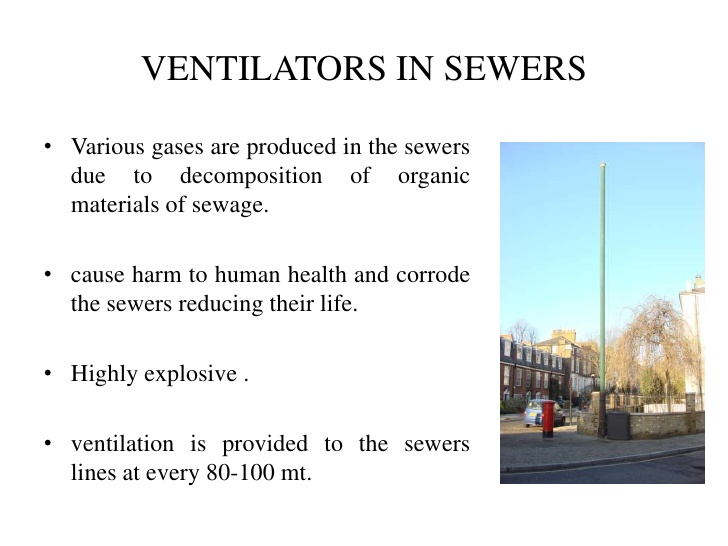 VENTILATORS IN SEWERS
• Various gases are produced in the sewers
due to decomposition of organic
materials of sewage.
• cause harm to human health and corrode
the sewers reducing their life.
• Highly explosive .
• ventilation is provided to the sewers
lines at every 80-100 mt.